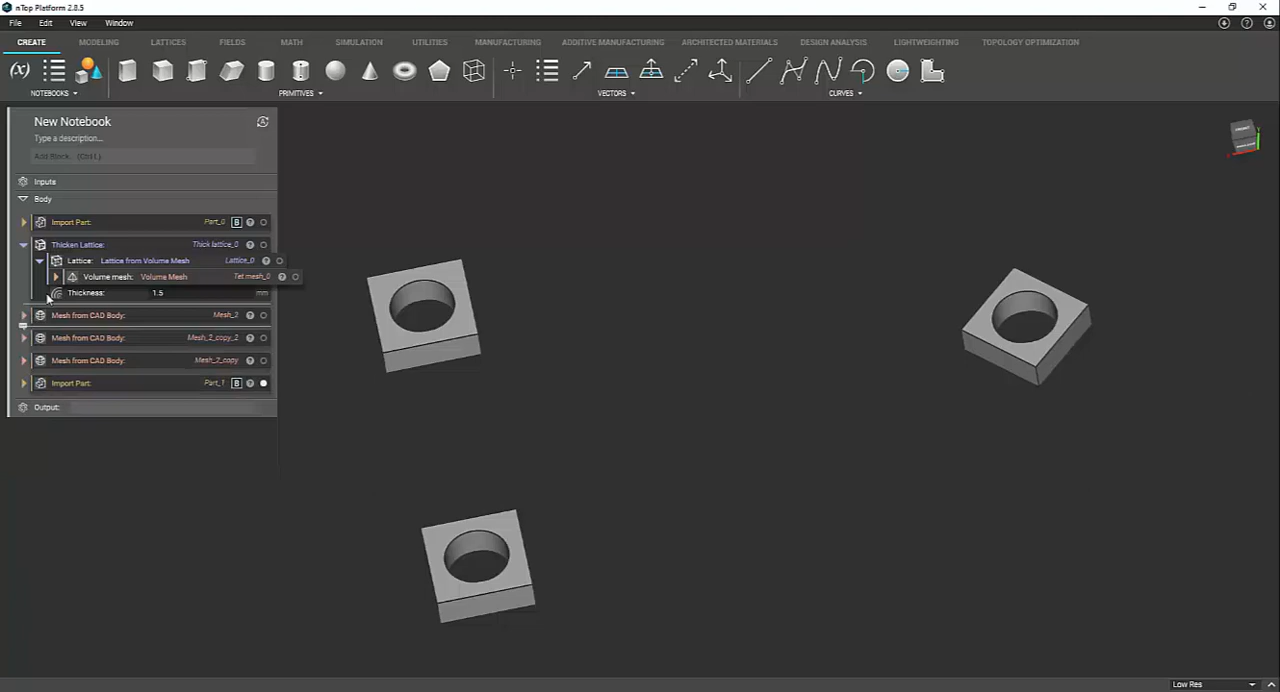 nTop Platform 2.8.5
File Edit View Window
CREATE MODELING LATTICES FIELDS MATH SIMULATION UTILITIES MANUFACTURING ADDITIVE MANUFACTURING ARCHITECTED MATERIALS DESIGN ANALYSIS LIGHTWEIGHTING TOPOLOGY OPTIMIZATION
(x)
NOTEBOOKS PRIMITIVES VECTORS CURVES
New Notebook
Type a description...
Add Block (Ctrl L)
Inputs
Body
Import Part: Part_0 B
Thicken Lattice: Thick lattice_0
Lattice: Lattice from Volume Mesh Lattice_0
Volume mesh: Volume Mesh Tet mesh_0
Thickness: 1.5 mm
Mesh from CAD Body: Mesh_2
Mesh from CAD Body: Mesh_2_copy_2
Mesh from CAD Body: Mesh_2_copy
Import Part: Part_1 B
Output:
Low Res